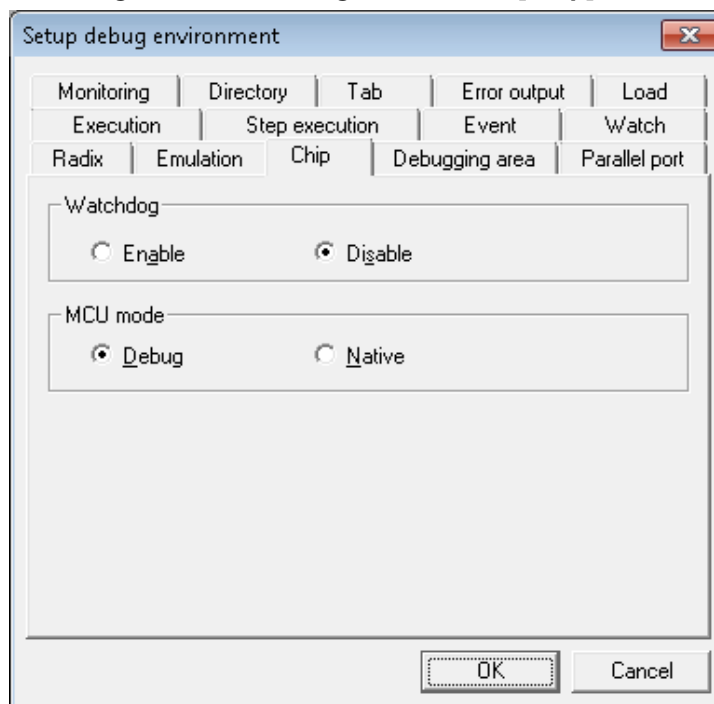 Setup debug environment
Monitoring Directory Tab Error output Load
Execution Step execution Event Watch
Radix Emulation Chip Debugging area Parallel port
Watchdog
Enable Disable
MCU mode
Debug Native
OK Cancel